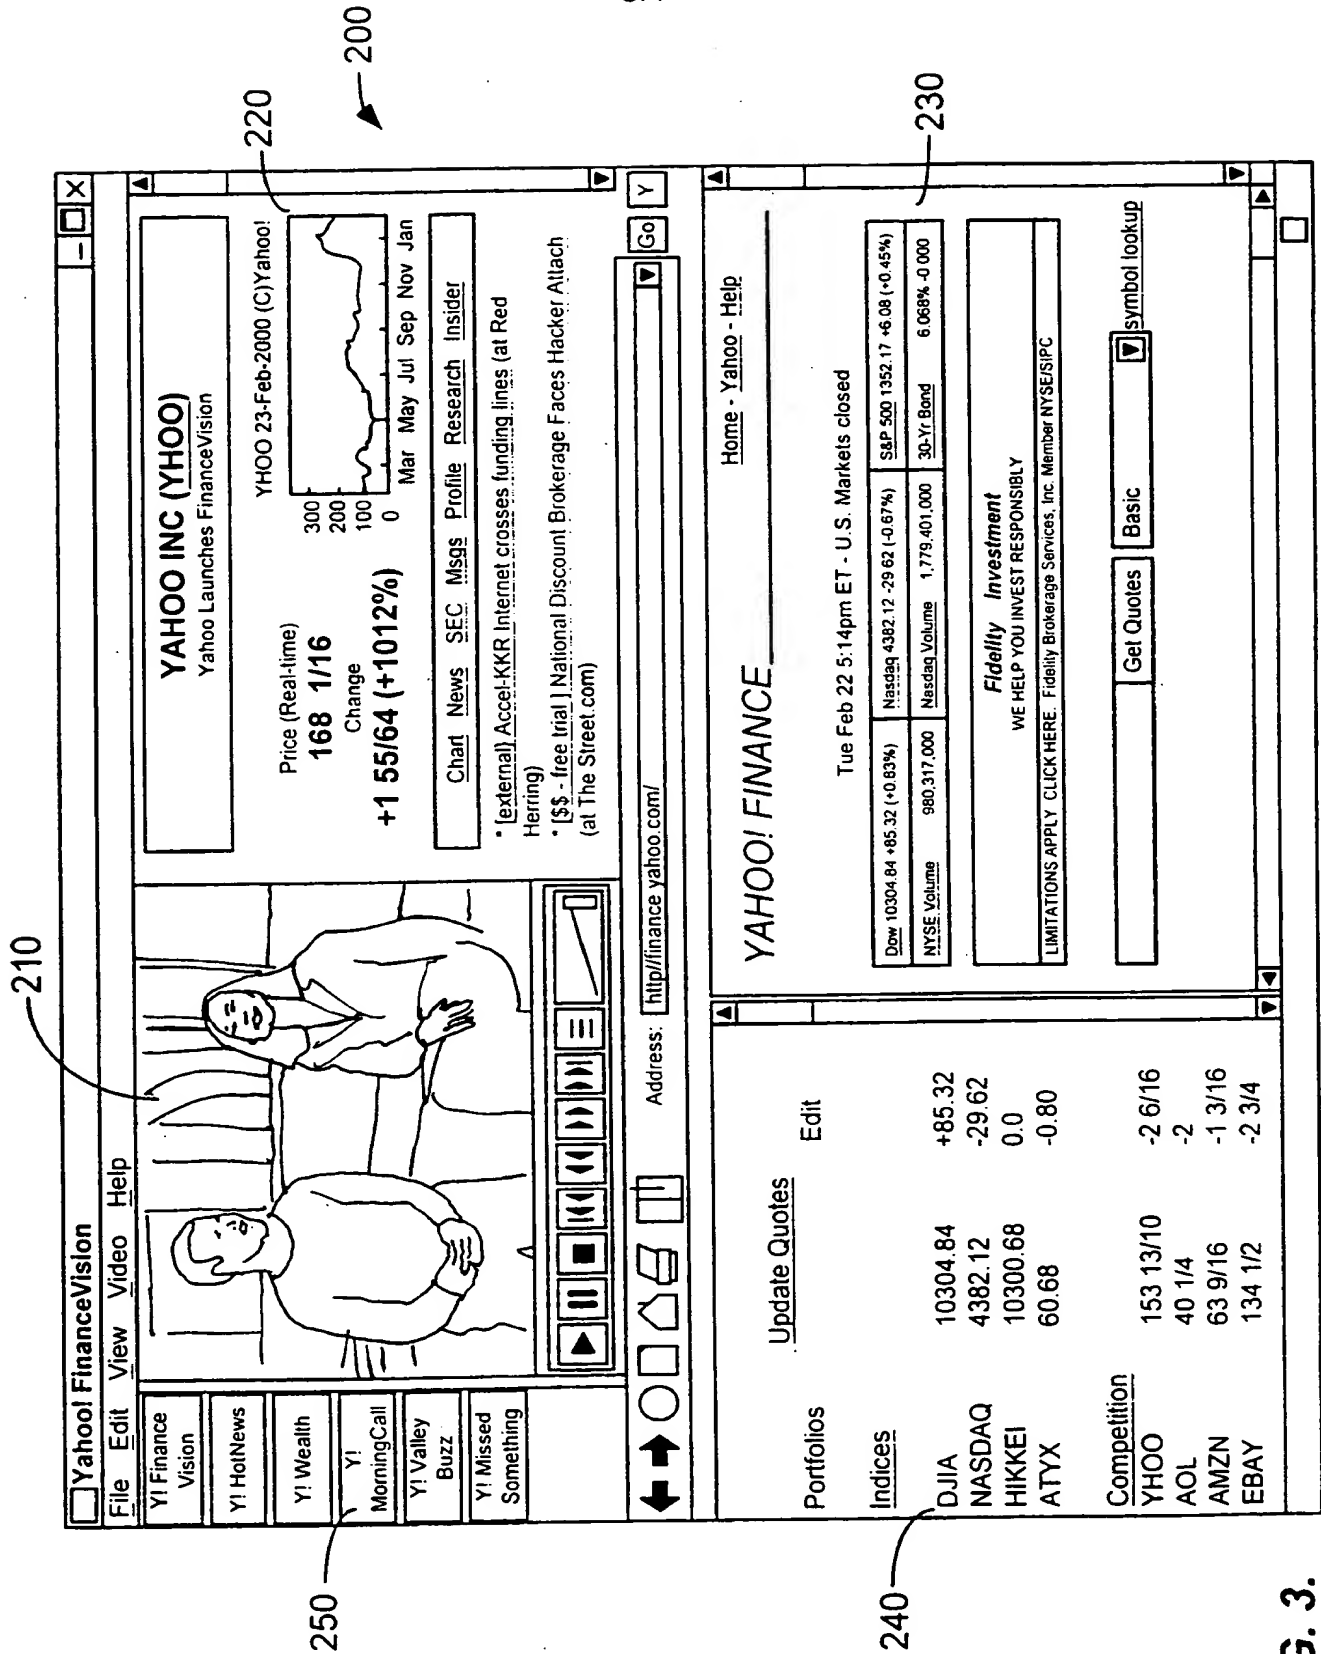 200
210
220
230
240
250
Yahoo! FinanceVision
File Edit View Video Help
Y! Finance
Vision
Y! HotNews
Y! Wealth
Y!
MorningCall
Y! Valley
Buzz
Y! Missed
Something
YAHOO INC (YHOO)
Yahoo Launches FinanceVision
Price (Real-time)
168 1/16
Change
+1 55/64 (+1012%)
YHOO 23-Feb-2000 (C)Yahoo!
300
200
100
0
Mar May Jul Sep Nov Jan
Chart News SEC Msgs Profile Research Insider
* [external} Accel-KKR Internet crosses funding lines (at Red
Herring)
* [$$ - free trial ] National Discount Brokerage Faces Hacker Attach
(at The Street.com)
Address: http//finance yahoo.com/ Go Y
Update Quotes
Portfolios Edit
Indices
DJIA 10304.84 +85.32
NASDAQ 4382.12 -29.62
HIKKEI 10300.68 0.0
ATYX 60.68 -0.80
Competition
YHOO 153 13/10 -2 6/16
AOL 40 1/4 -2
AMZN 63 9/16 -1 3/16
EBAY 134 1/2 -2 3/4
YAHOO! FINANCE Home - Yahoo - Help
Tue Feb 22 5:14pm ET - U.S. Markets closed
Dow 10304.84 +85.32 (+0.83%) Nasdaq 4382.12 -29 62 (-0.67%) S&P 500 1352.17 +6.08 (+0.45%)
NYSE Volume 980,317,000 Nasdaq Volume 1,779,401,000 30-Yr Bond 6.068% -0 000
Fidelity Investment
WE HELP YOU INVEST RESPONSIBLY
LIMITATIONS APPLY CLICK HERE. Fidelity Brokerage Services, Inc. Member NYSE/SIPC
Get Quotes Basic symbol lookup
G. 3.